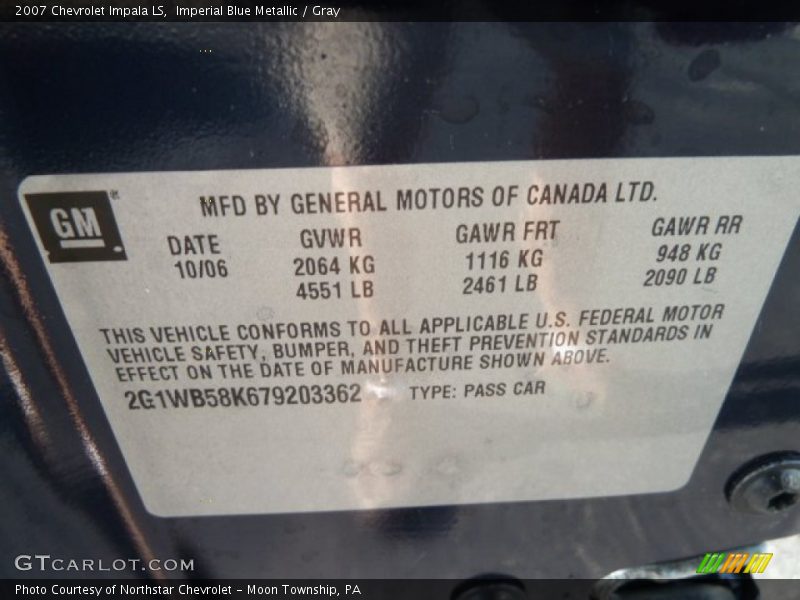 2007 Chevrolet Impala LS, Imperial Blue Metallic / Gray
MFD BY GENERAL MOTORS OF CANADA LTD.
GM ®
DATE GVWR GAWR FRT GAWR RR
10/06 2064 KG 1116 KG 948 KG
4551 LB 2461 LB 2090 LB
THIS VEHICLE CONFORMS TO ALL APPLICABLE U.S. FEDERAL MOTOR
VEHICLE SAFETY, BUMPER, AND THEFT PREVENTION STANDARDS IN
EFFECT ON THE DATE OF MANUFACTURE SHOWN ABOVE.
2G1WB58K679203362 TYPE: PASS CAR
GTCARLOT.COM
Photo Courtesy of Northstar Chevrolet - Moon Township, PA